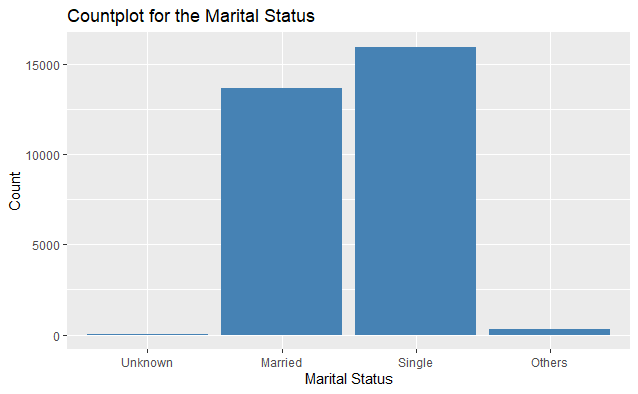 Countplot for the Marital Status
Count
15000
10000
5000
0
Unknown Married Single Others
Marital Status